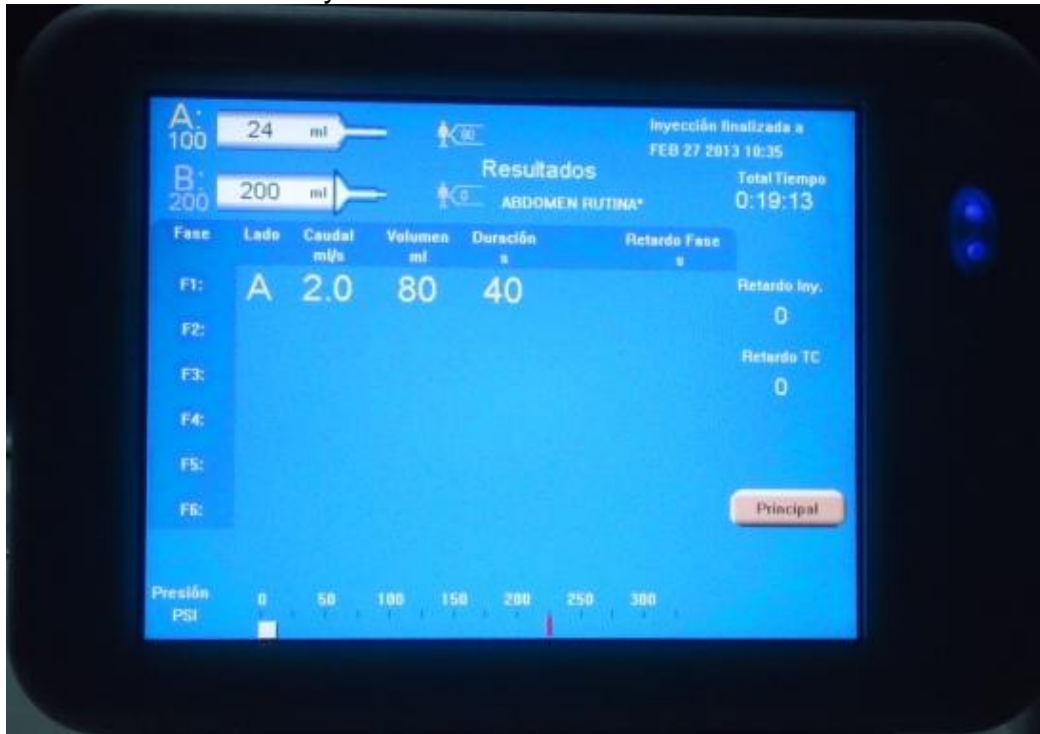 A:
100
24 ml
80
Inyección finalizada a
FEB 27 2013 10:35
B:
200
200 ml
0
Resultados
ABDOMEN RUTINA*
Total Tiempo
0:19:13
Fase Lado Caudal Volumen Duración Retardo Fase
ml/s ml s s
F1: A 2.0 80 40
Retardo Iny.
0
F2:
Retardo TC
0
F3:
F4:
F5:
F6:
Principal
Presión
PSI
0 50 100 150 200 250 300